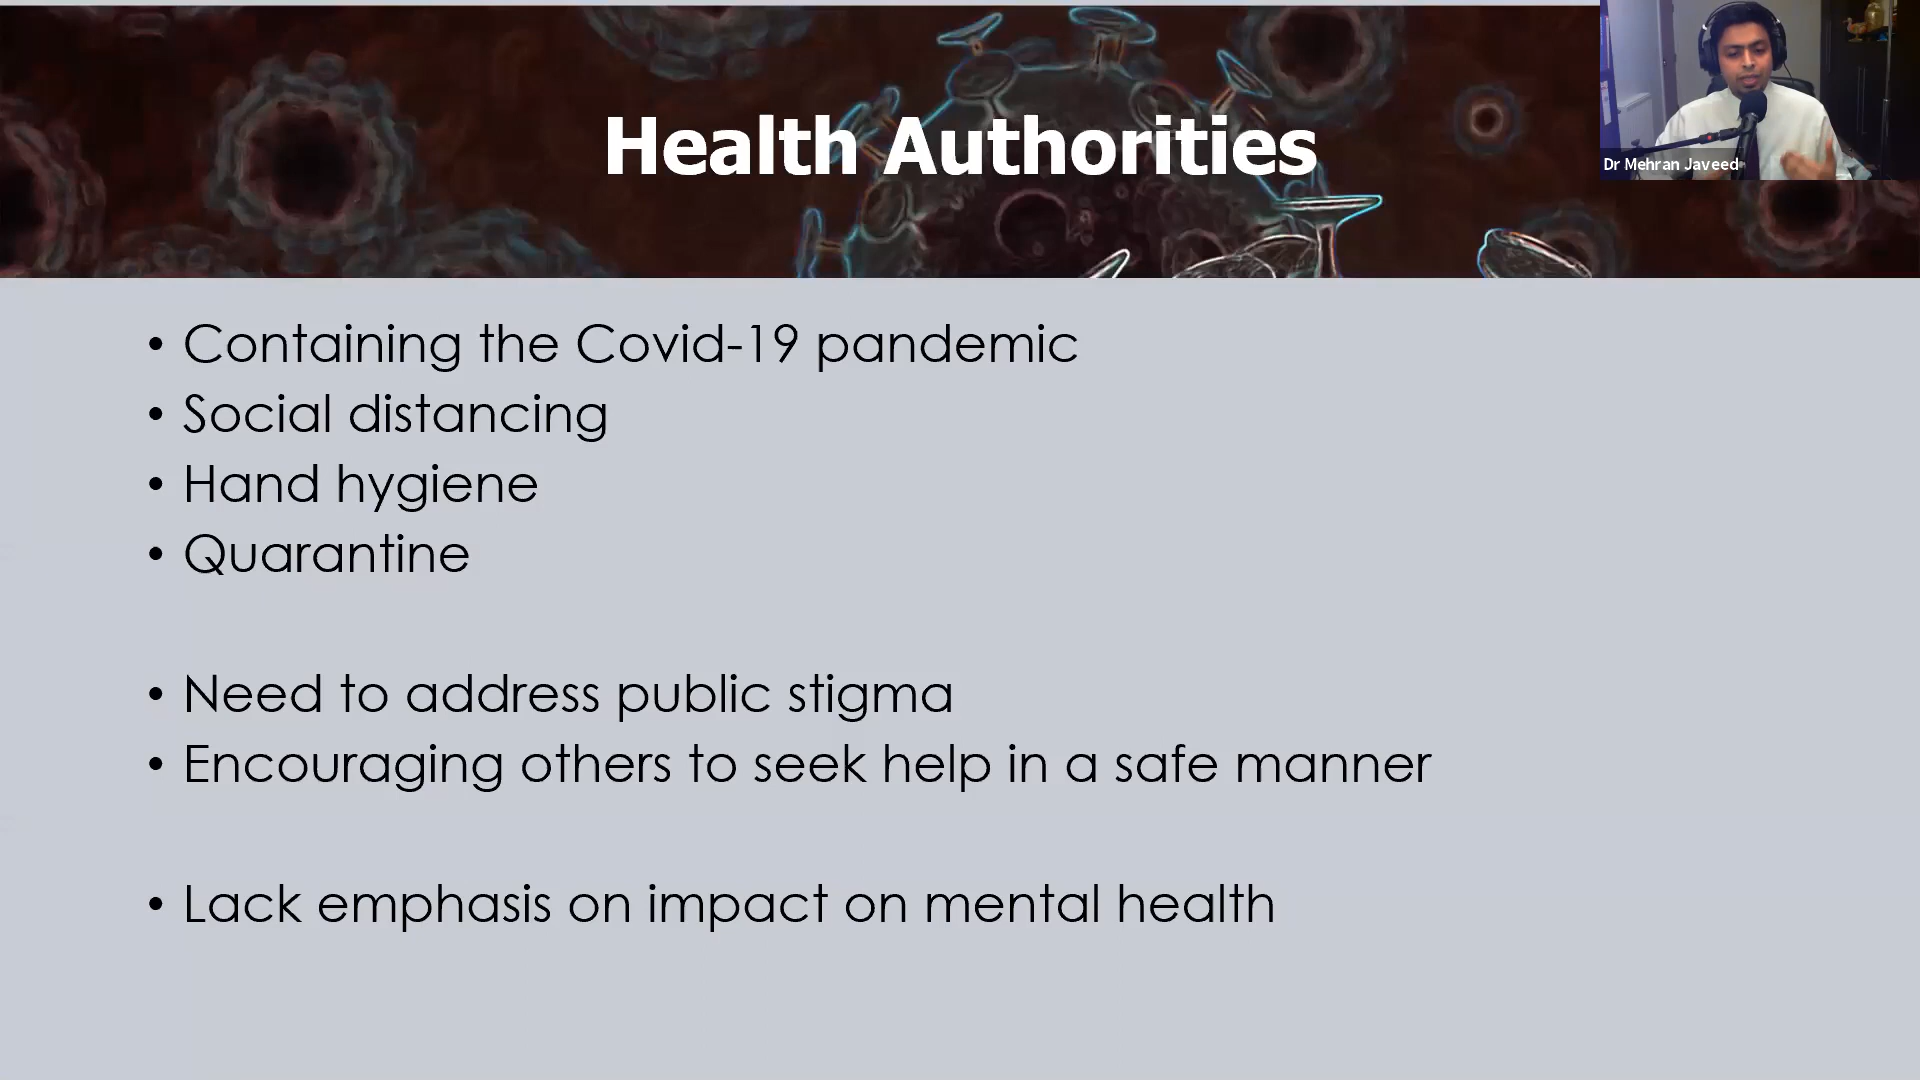 Health Authorities
Dr Mehran Javeed
• Containing the Covid-19 pandemic
• Social distancing
• Hand hygiene
• Quarantine
• Need to address public stigma
• Encouraging others to seek help in a safe manner
• Lack emphasis on impact on mental health